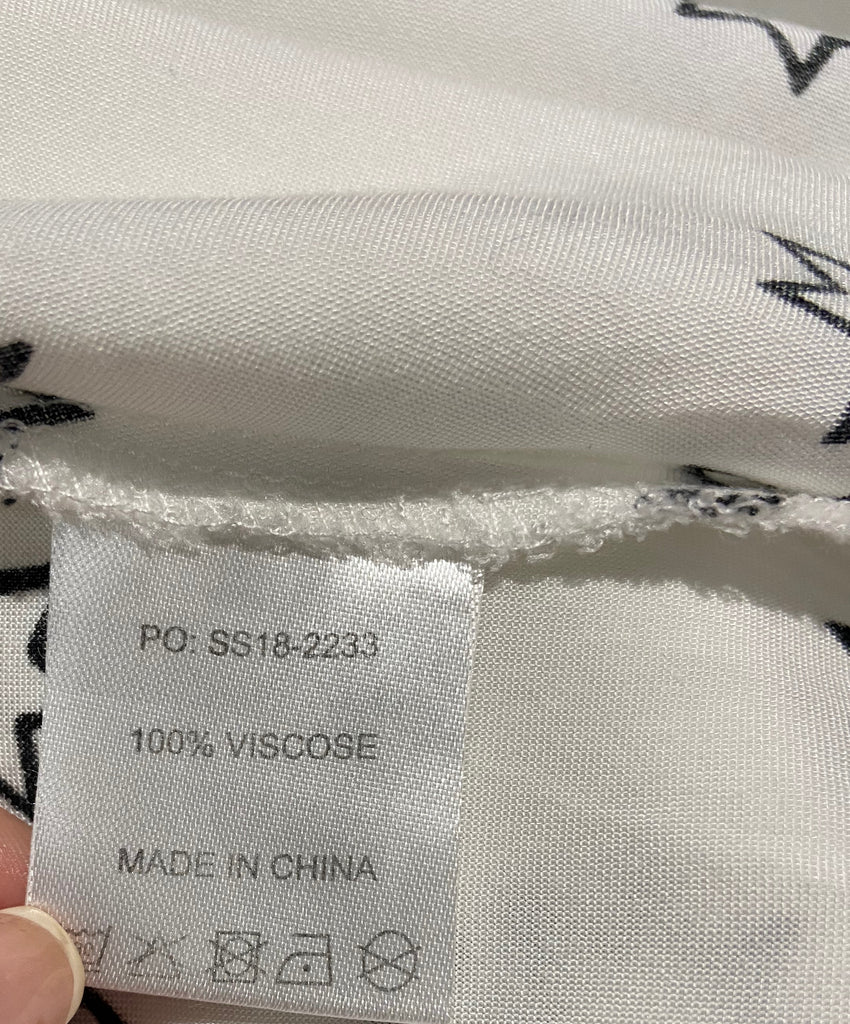 PO: SS18-2233
100% VISCOSE
MADE IN CHINA